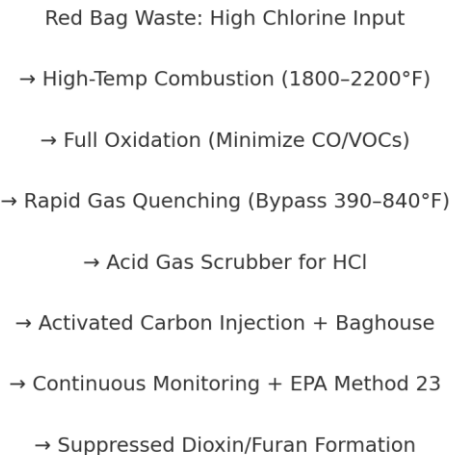 Red Bag Waste: High Chlorine Input
→ High-Temp Combustion (1800–2200°F)
→ Full Oxidation (Minimize CO/VOCs)
→ Rapid Gas Quenching (Bypass 390–840°F)
→ Acid Gas Scrubber for HCl
→ Activated Carbon Injection + Baghouse
→ Continuous Monitoring + EPA Method 23
→ Suppressed Dioxin/Furan Formation